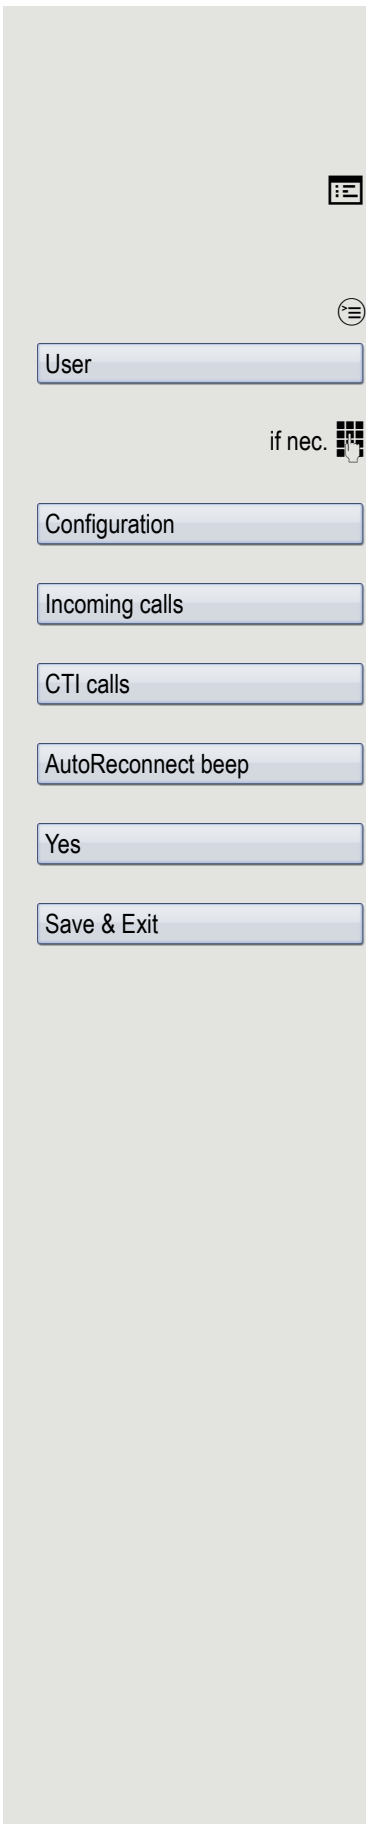 User
if nec.
Configuration
Incoming calls
CTI calls
AutoReconnect beep
Yes
Save & Exit